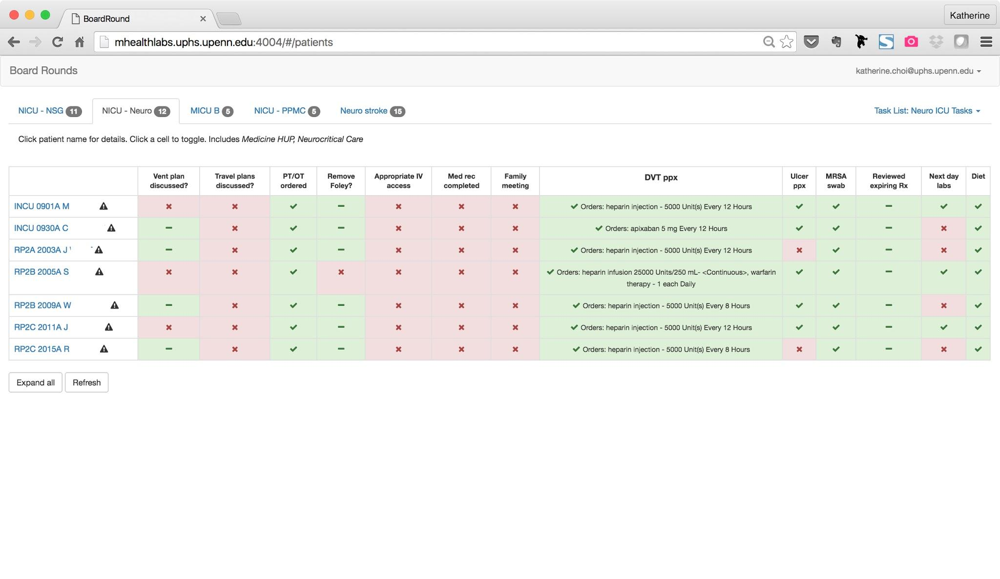 BoardRound
Katherine
mhealthlabs.uphs.upenn.edu:4004/#/patients
Board Rounds
katherine.choi@uphs.upenn.edu
NICU - NSG 11 NICU - Neuro 12 MICU B 5 NICU - PPMC 5 Neuro stroke 15 Task List: Neuro ICU Tasks
Click patient name for details. Click a cell to toggle. Includes Medicine HUP, Neurocritical Care
Vent plan discussed? Travel plans discussed? PT/OT ordered Remove Foley? Appropriate IV access Med rec completed Family meeting DVT ppx Ulcer ppx MRSA swab Reviewed expiring Rx Next day labs Diet
INCU 0901A M Orders: heparin injection - 5000 Unit(s) Every 12 Hours
INCU 0930A C Orders: apixaban 5 mg Every 12 Hours
RP2A 2003A J Orders: heparin injection - 5000 Unit(s) Every 12 Hours
RP2B 2005A S Orders: heparin infusion 25000 Units/250 mL- <Continuous>, warfarin
therapy - 1 each Daily
RP2B 2009A W Orders: heparin injection - 5000 Unit(s) Every 8 Hours
RP2C 2011A J Orders: heparin injection - 5000 Unit(s) Every 12 Hours
RP2C 2015A R Orders: heparin injection - 5000 Unit(s) Every 8 Hours
Expand all Refresh